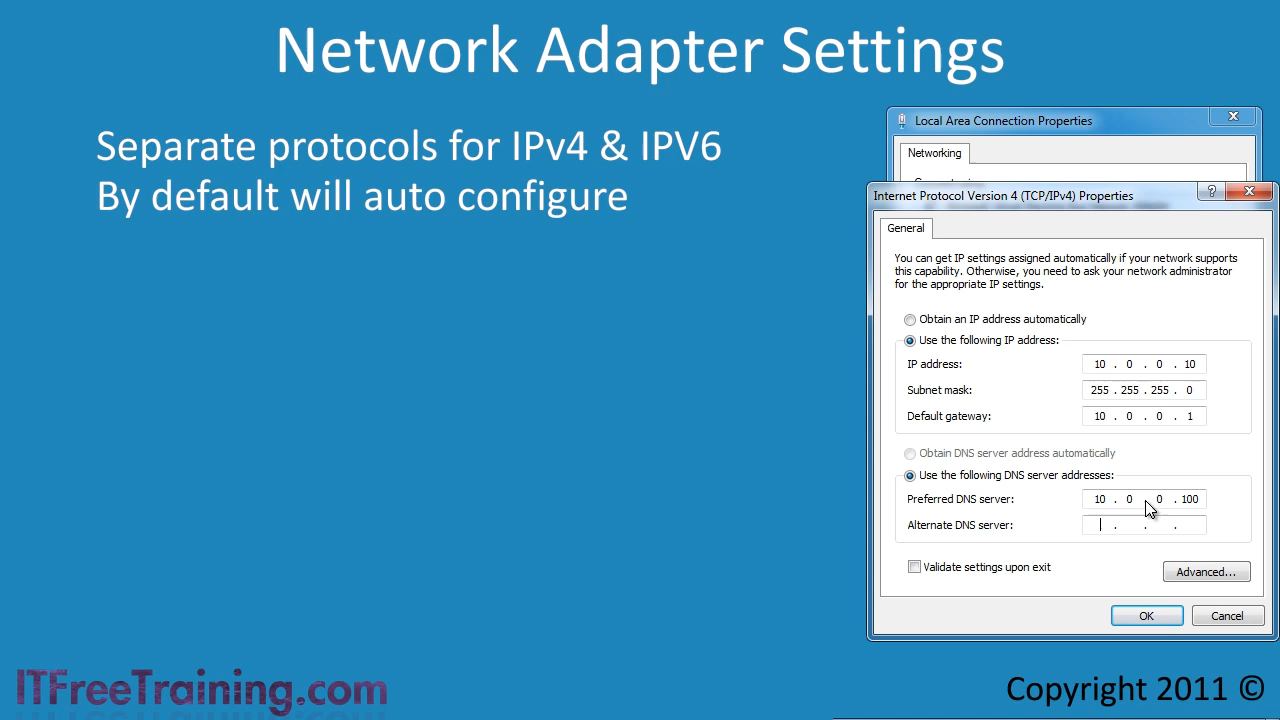 Network Adapter Settings
Separate protocols for IPv4 & IPV6
By default will auto configure
Local Area Connection Properties
Networking
Internet Protocol Version 4 (TCP/IPv4) Properties
General
You can get IP settings assigned automatically if your network supports
this capability. Otherwise, you need to ask your network administrator
for the appropriate IP settings.
Obtain an IP address automatically
Use the following IP address:
IP address: 10 . 0 . 0 . 10
Subnet mask: 255 . 255 . 255 . 0
Default gateway: 10 . 0 . 0 . 1
Obtain DNS server address automatically
Use the following DNS server addresses:
Preferred DNS server: 10 . 0 . 0 . 100
Alternate DNS server: . . .
Validate settings upon exit
Advanced...
OK Cancel
ITFreeTraining.com
Copyright 2011 ©